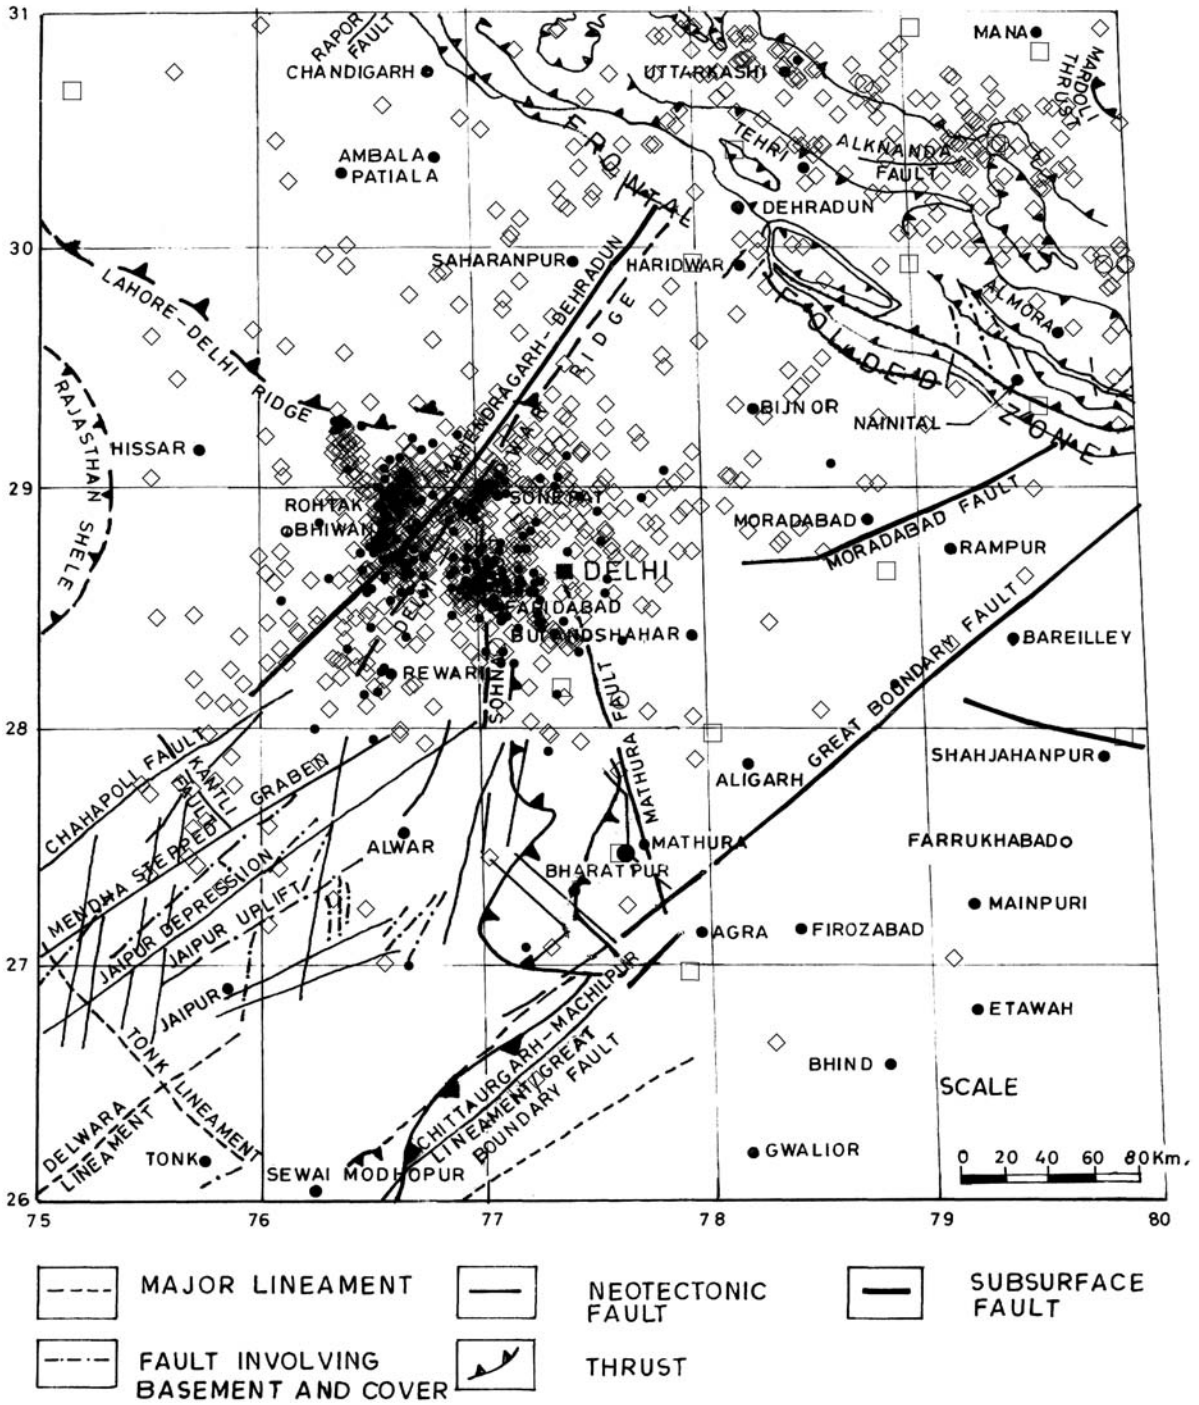 31
30
29
28
27
26
75
76
77
78
79
80
RAPOR
FAULT
CHANDIGARH
MANA
UTTARKASHI
MARDOLLI
THRUST
AMBALA
PATIALA
TEHRI
ALKNANDA
FAULT
FRONTAL
DEHRADUN
SAHARANPUR
HARIDWAR
LAHORE-DELHI RIDGE
MAHENDRAGARH-DEHRADUN
RIDGE
FOLDED ZONE
ALMORA
RAJASTHAN SHELE
HISSAR
BIJNOR
NAINITAL
ROHTAK
BHIWANI
SONEPAT
DELHI
MORADABAD
MORADABAD FAULT
RAMPUR
FARIDABAD
BULANDSHAHAR
BAREILLEY
REWARI
SOHNA
MATHURA FAULT
GREAT BOUNDARY FAULT
SHAHJAHANPUR
ALIGARH
CHAHAPOLI FAULT
KANTLI
FAULT
MENDHA STEPPED GRABEN
ALWAR
MATHURA
BHARATPUR
FARRUKHABAD
JAIPUR DEPRESSION
JAIPUR UPLIFT
MAINPURI
AGRA
FIROZABAD
JAIPUR
ETAWAH
TONK LINEAMENT
CHITTAURGARH-MACHILPUR
LINEAMENT/GREAT
BOUNDARY FAULT
BHIND
SCALE
DELWARA
LINEAMENT
TONK
SEWAI MODHOPUR
GWALIOR
0 20 40 60 80Km,
MAJOR LINEAMENT
NEOTECTONIC
FAULT
SUBSURFACE
FAULT
FAULT INVOLVING
BASEMENT AND COVER
THRUST